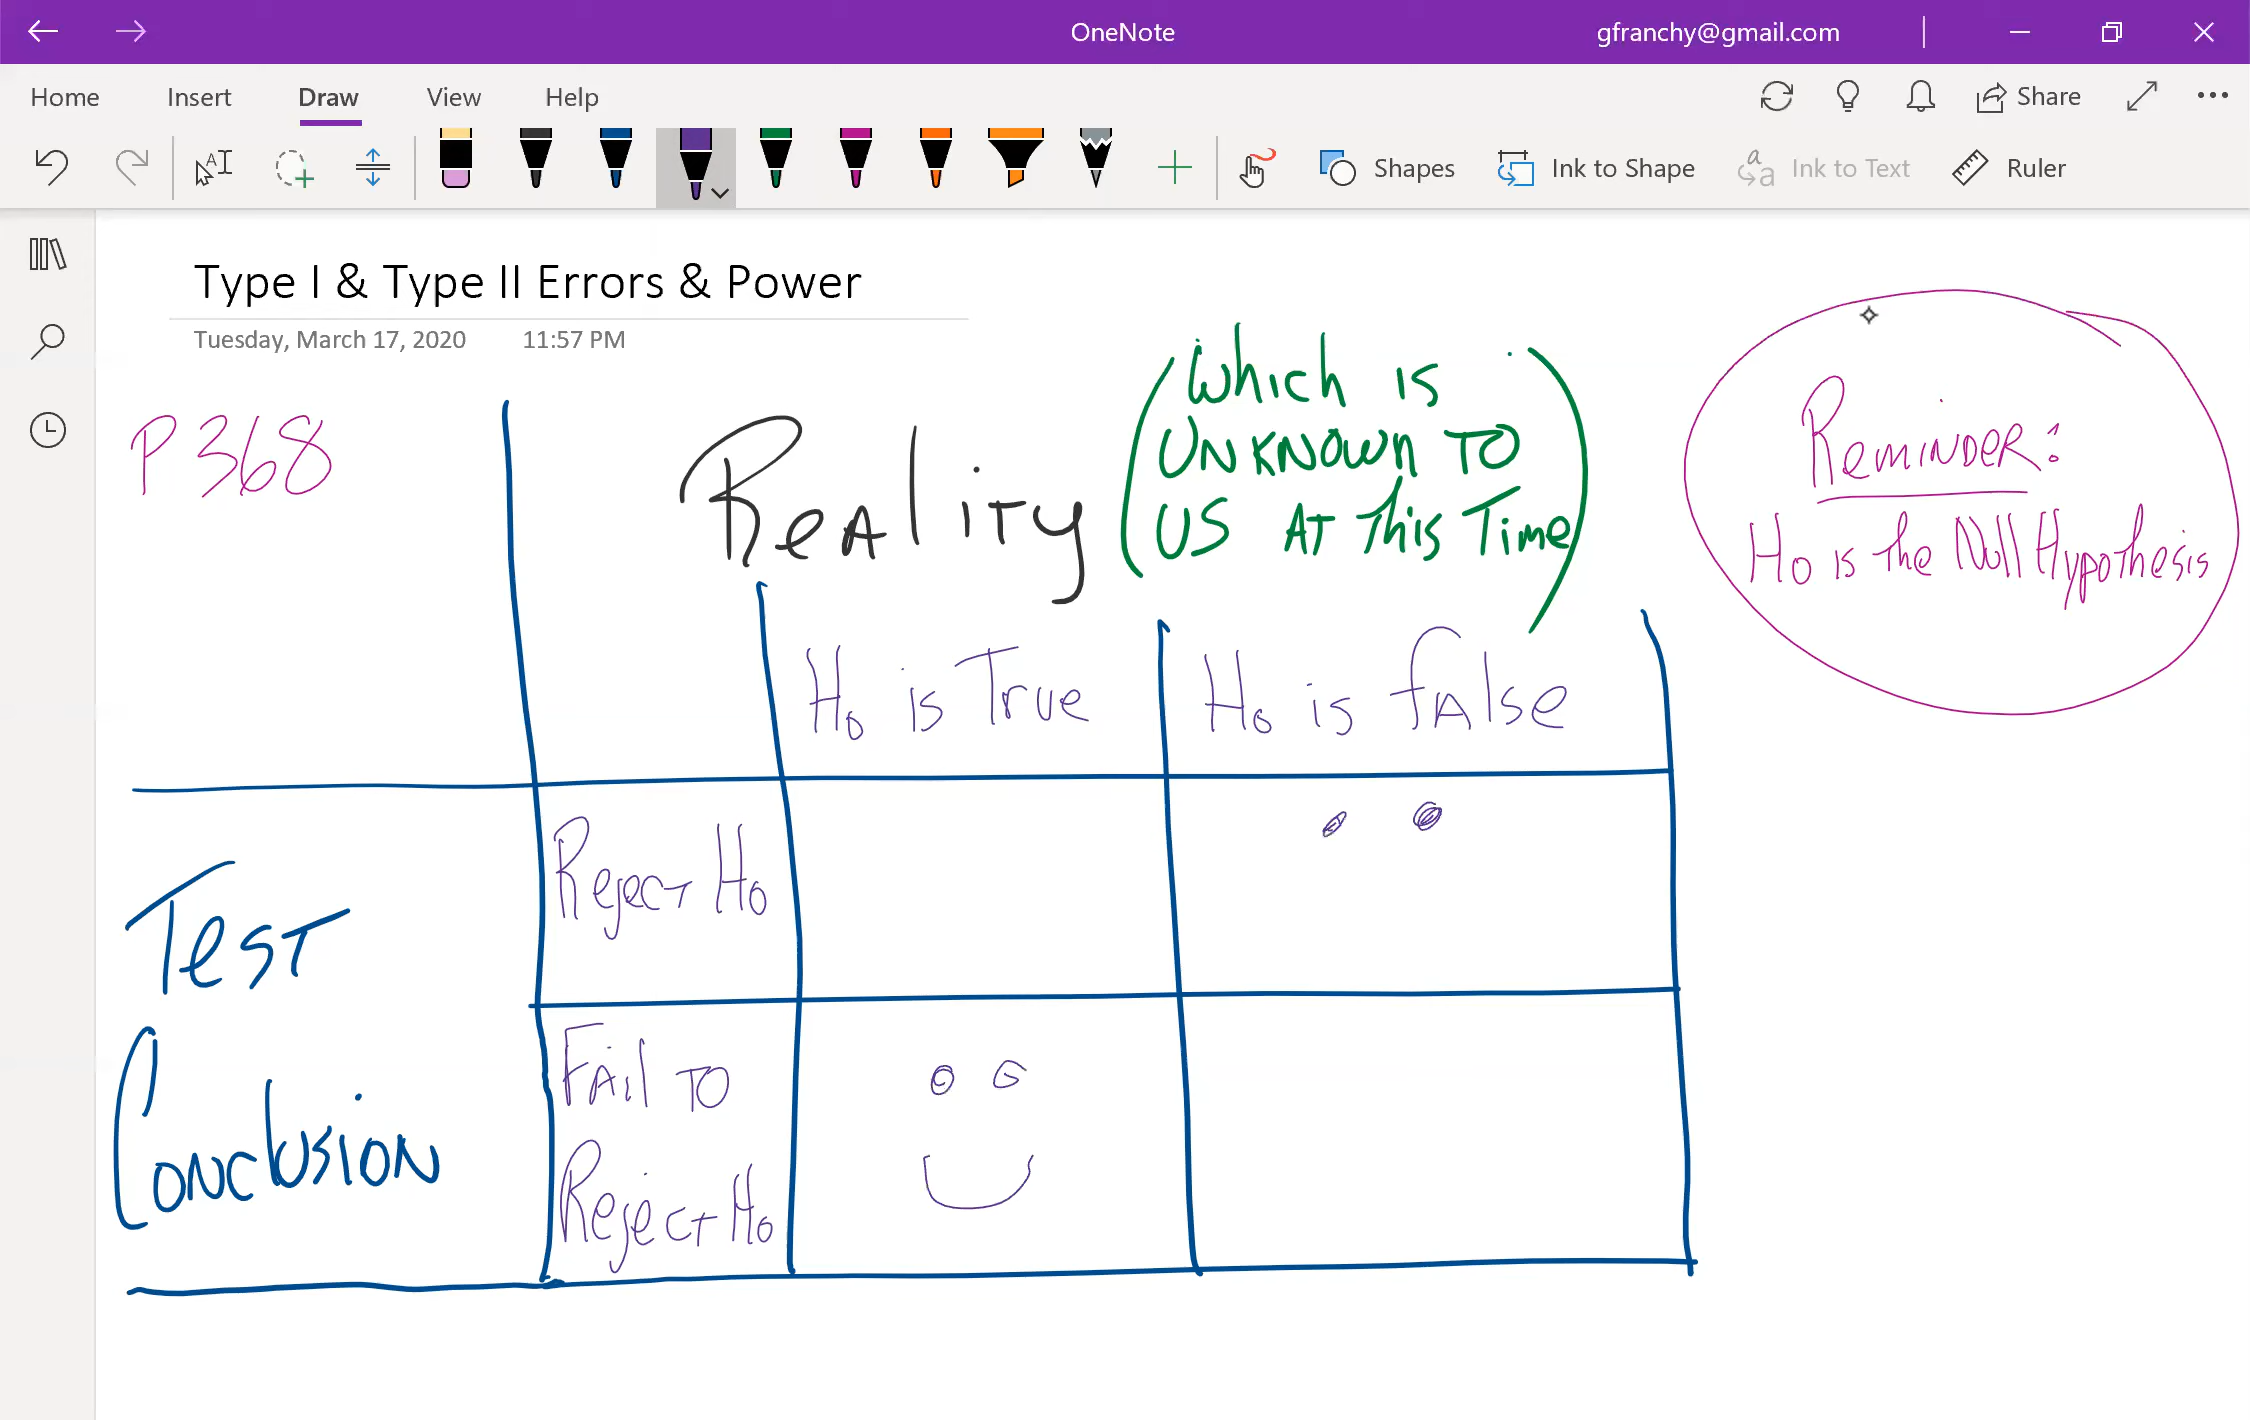 OneNote
gfranchy@gmail.com
Home Insert Draw View Help
Share
Shapes Ink to Shape Ink to Text Ruler
Type I & Type II Errors & Power
Tuesday, March 17, 2020 11:57 PM
P 368
Reality
(Which is
UNKNOWN TO
US AT This Time)
Reminder:
H0 is the Null Hypothesis
H0 is True
H0 is fAlse
Test
Conclusion
Reject H0
FAil TO
Reject H0